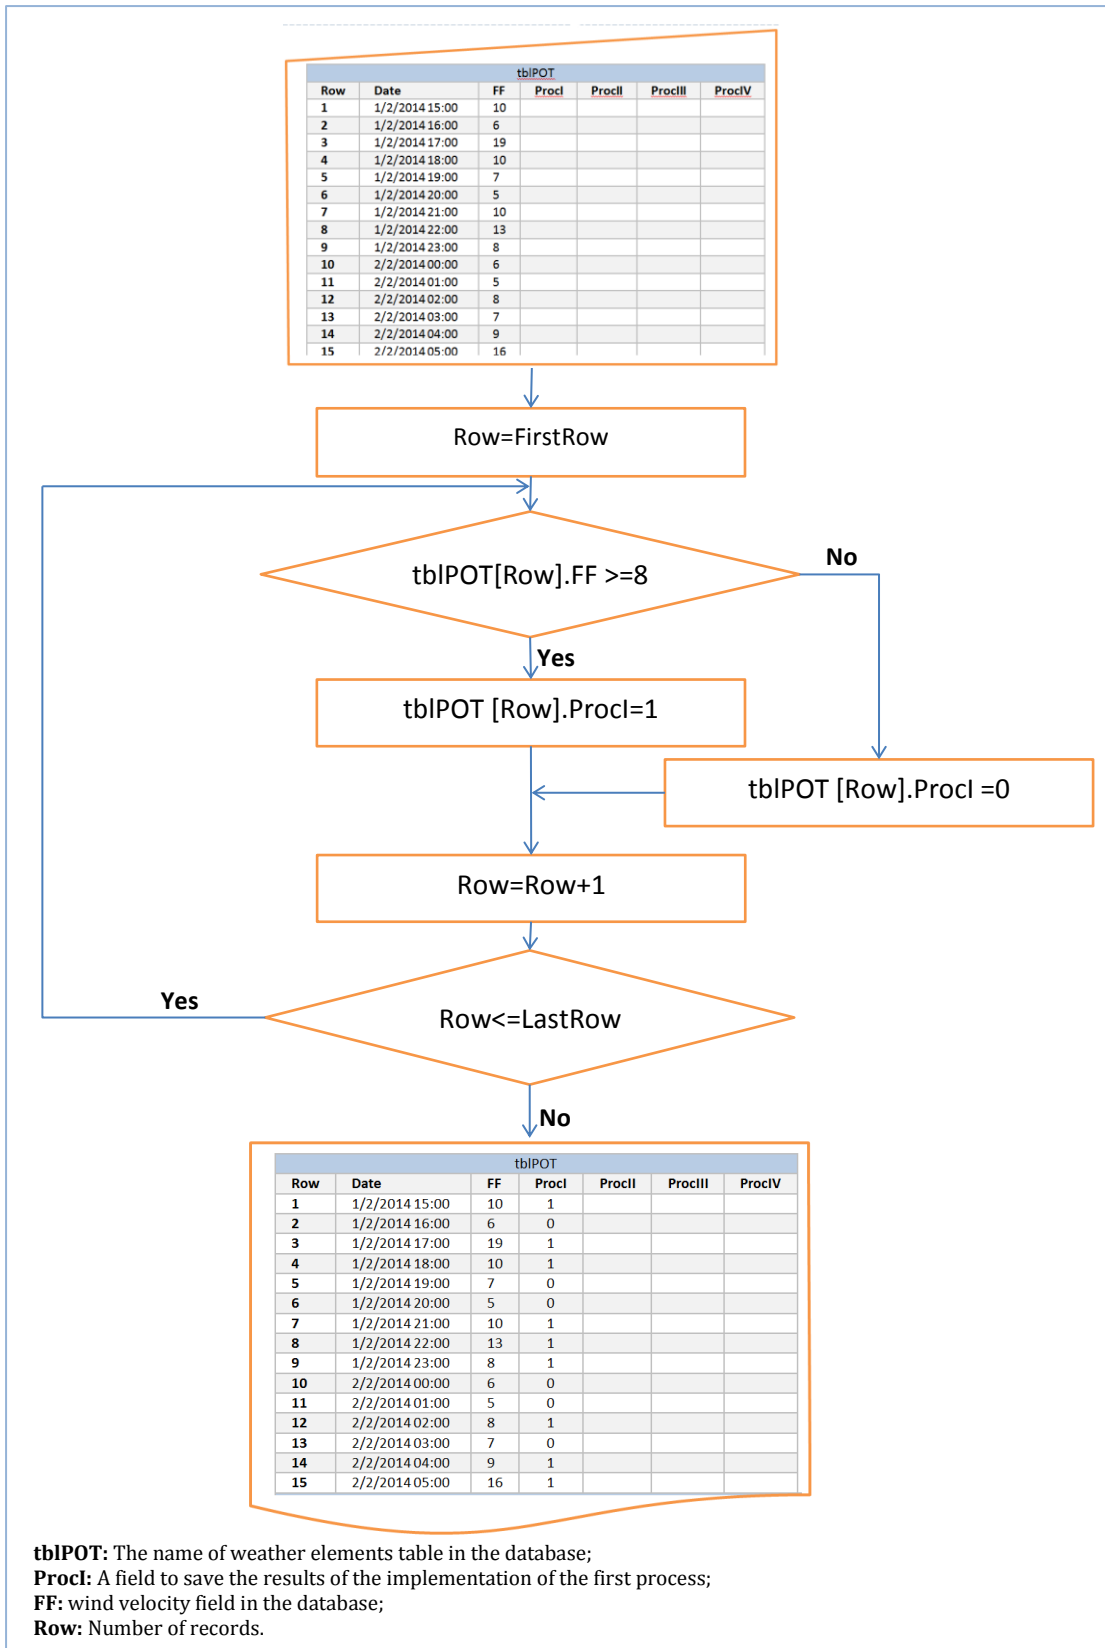 tblPOT
Row Date FF ProcI ProcII ProcIII ProcIV
1 1/2/2014 15:00 10
2 1/2/2014 16:00 6
3 1/2/2014 17:00 19
4 1/2/2014 18:00 10
5 1/2/2014 19:00 7
6 1/2/2014 20:00 5
7 1/2/2014 21:00 10
8 1/2/2014 22:00 13
9 1/2/2014 23:00 8
10 2/2/2014 00:00 6
11 2/2/2014 01:00 5
12 2/2/2014 02:00 8
13 2/2/2014 03:00 7
14 2/2/2014 04:00 9
15 2/2/2014 05:00 16
Row=FirstRow
tblPOT[Row].FF >=8
No
Yes
tblPOT [Row].ProcI=1
tblPOT [Row].ProcI =0
Row=Row+1
Yes
Row<=LastRow
No
tblPOT
Row Date FF ProcI ProcII ProcIII ProcIV
1 1/2/2014 15:00 10 1
2 1/2/2014 16:00 6 0
3 1/2/2014 17:00 19 1
4 1/2/2014 18:00 10 1
5 1/2/2014 19:00 7 0
6 1/2/2014 20:00 5 0
7 1/2/2014 21:00 10 1
8 1/2/2014 22:00 13 1
9 1/2/2014 23:00 8 1
10 2/2/2014 00:00 6 0
11 2/2/2014 01:00 5 0
12 2/2/2014 02:00 8 1
13 2/2/2014 03:00 7 0
14 2/2/2014 04:00 9 1
15 2/2/2014 05:00 16 1
tblPOT: The name of weather elements table in the database;
ProcI: A field to save the results of the implementation of the first process;
FF: wind velocity field in the database;
Row: Number of records.